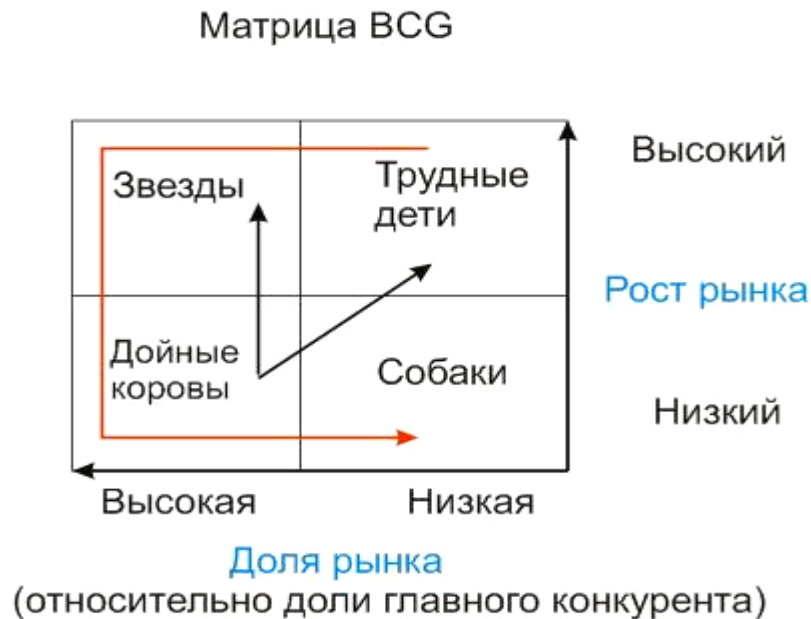 Матрица BCG
Звезды
Трудные
дети
Высокий
Рост рынка
Дойные
коровы
Собаки
Низкий
Высокая
Низкая
Доля рынка
(относительно доли главного конкурента)